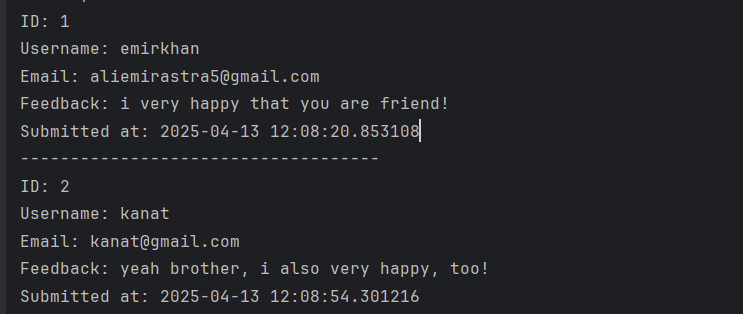 ID: 1
Username: emirkhan
Email: aliemirastra5@gmail.com
Feedback: i very happy that you are friend!
Submitted at: 2025-04-13 12:08:20.853108
------------------------------------
ID: 2
Username: kanat
Email: kanat@gmail.com
Feedback: yeah brother, i also very happy, too!
Submitted at: 2025-04-13 12:08:54.301216